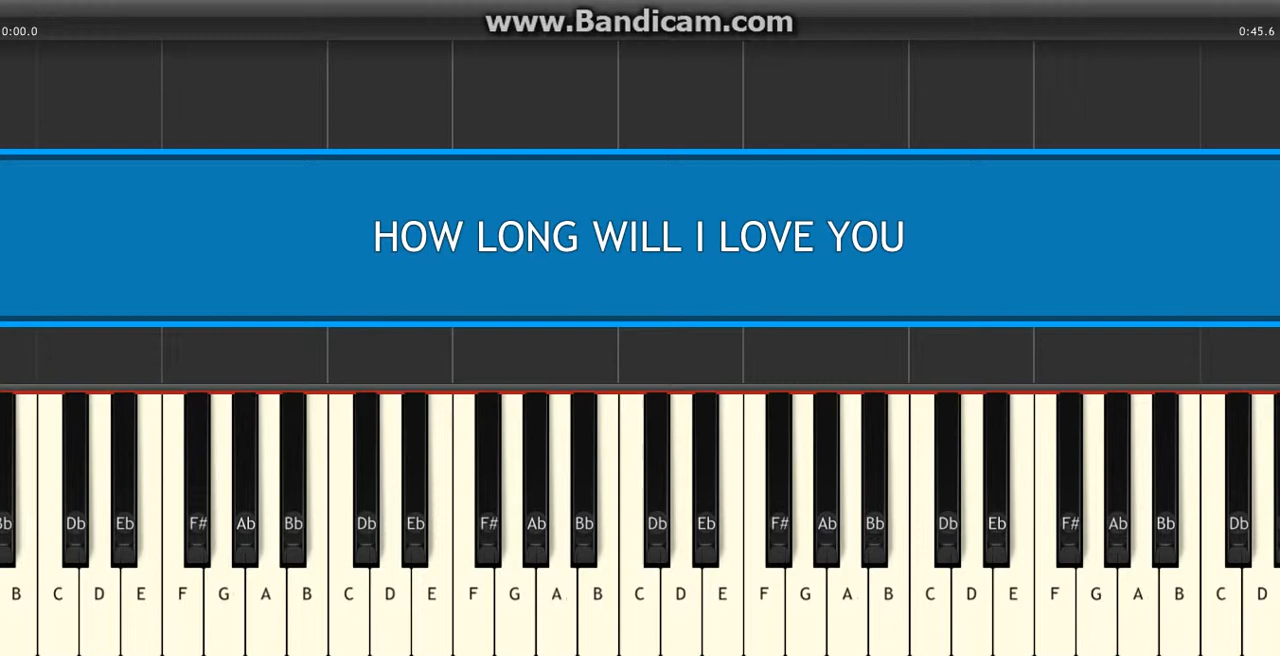 www.Bandicam.com
0:00.0 0:45.6
HOW LONG WILL I LOVE YOU
Bb Db Eb F# Ab Bb Db Eb F# Ab Bb Db Eb F# Ab Bb Db Eb F# Ab Bb Db
B C D E F G A B C D E F G A B C D E F G A B C D E F G A B C D